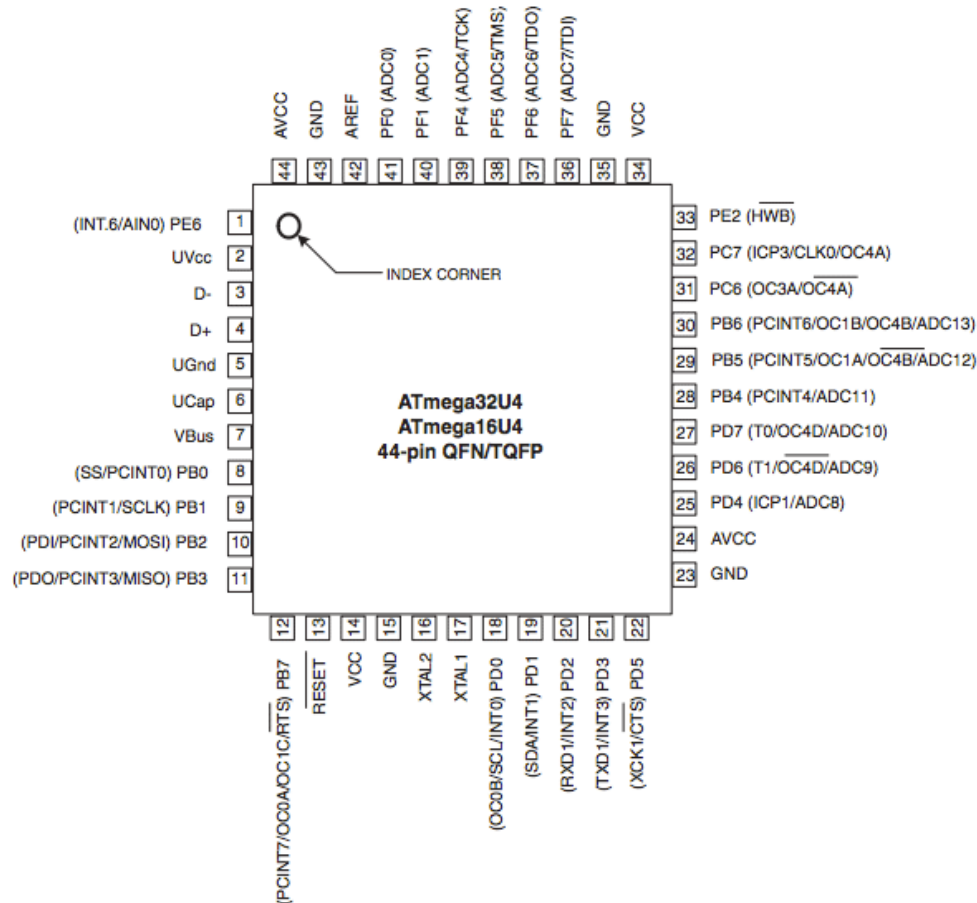 AVCC
GND
AREF
PF0 (ADC0)
PF1 (ADC1)
PF4 (ADC4/TCK)
PF5 (ADC5/TMS)
PF6 (ADC6/TDO)
PF7 (ADC7/TDI)
GND
VCC
44
43
42
41
40
39
38
37
36
35
34
(INT.6/AIN0) PE6 1
UVcc 2
D- 3
D+ 4
UGnd 5
UCap 6
VBus 7
(SS/PCINT0) PB0 8
(PCINT1/SCLK) PB1 9
(PDI/PCINT2/MOSI) PB2 10
(PDO/PCINT3/MISO) PB3 11
INDEX CORNER
ATmega32U4
ATmega16U4
44-pin QFN/TQFP
33 PE2 (HWB)
32 PC7 (ICP3/CLK0/OC4A)
31 PC6 (OC3A/OC4A)
30 PB6 (PCINT6/OC1B/OC4B/ADC13)
29 PB5 (PCINT5/OC1A/OC4B/ADC12)
28 PB4 (PCINT4/ADC11)
27 PD7 (T0/OC4D/ADC10)
26 PD6 (T1/OC4D/ADC9)
25 PD4 (ICP1/ADC8)
24 AVCC
23 GND
12
13
14
15
16
17
18
19
20
21
22
(PCINT7/OC0A/OC1C/RTS) PB7
RESET
VCC
GND
XTAL2
XTAL1
(OC0B/SCL/INT0) PD0
(SDA/INT1) PD1
(RXD1/INT2) PD2
(TXD1/INT3) PD3
(XCK1/CTS) PD5